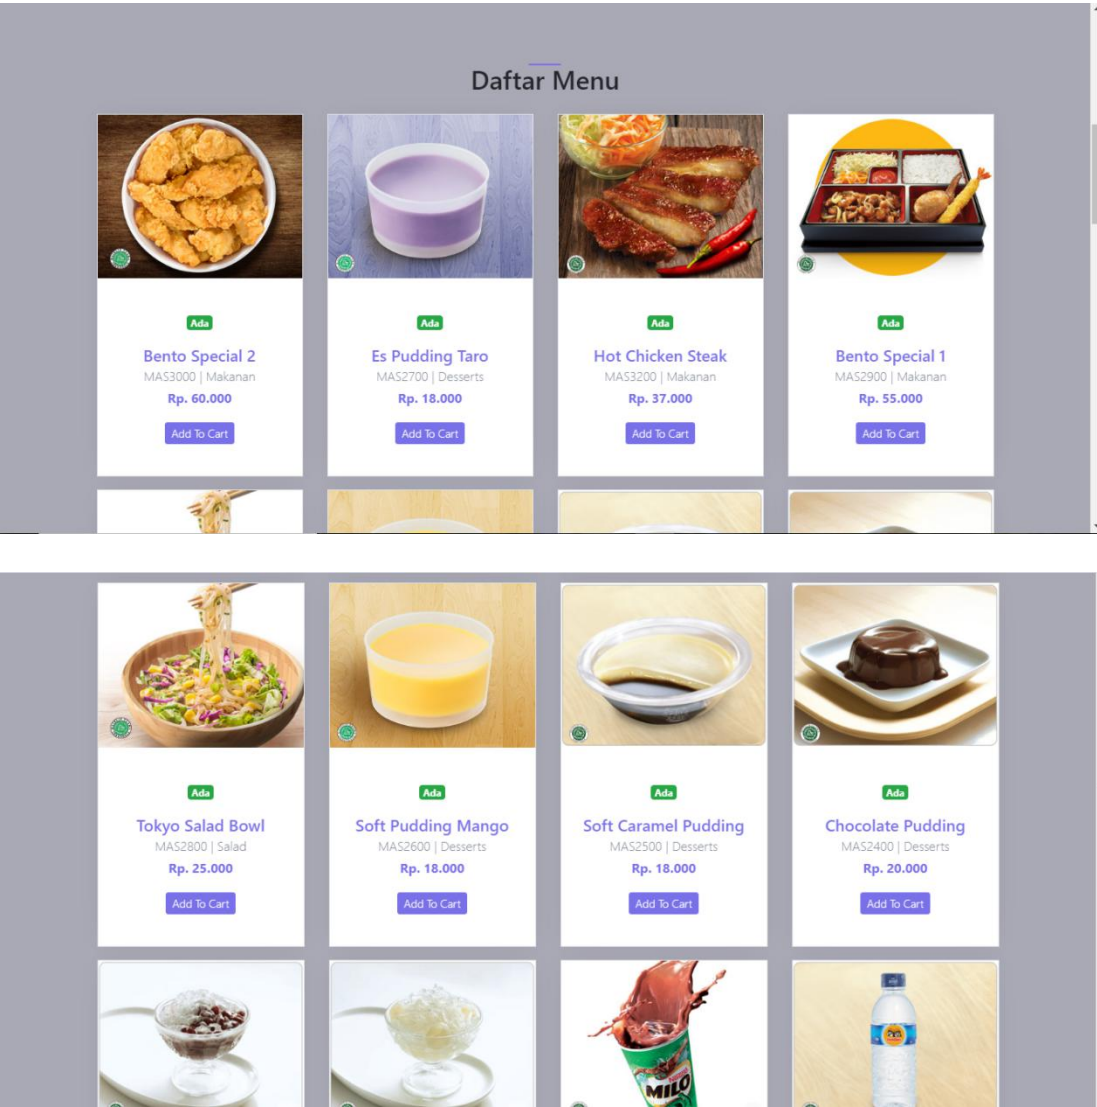 Daftar Menu
Ada
Bento Special 2
MAS3000 | Makanan
Rp. 60.000
Add To Cart
Ada
Es Pudding Taro
MAS2700 | Desserts
Rp. 18.000
Add To Cart
Ada
Hot Chicken Steak
MAS3200 | Makanan
Rp. 37.000
Add To Cart
Ada
Bento Special 1
MAS2900 | Makanan
Rp. 55.000
Add To Cart
Ada
Tokyo Salad Bowl
MAS2800 | Salad
Rp. 25.000
Add To Cart
Ada
Soft Pudding Mango
MAS2600 | Desserts
Rp. 18.000
Add To Cart
Ada
Soft Caramel Pudding
MAS2500 | Desserts
Rp. 18.000
Add To Cart
Ada
Chocolate Pudding
MAS2400 | Desserts
Rp. 20.000
Add To Cart
MILO